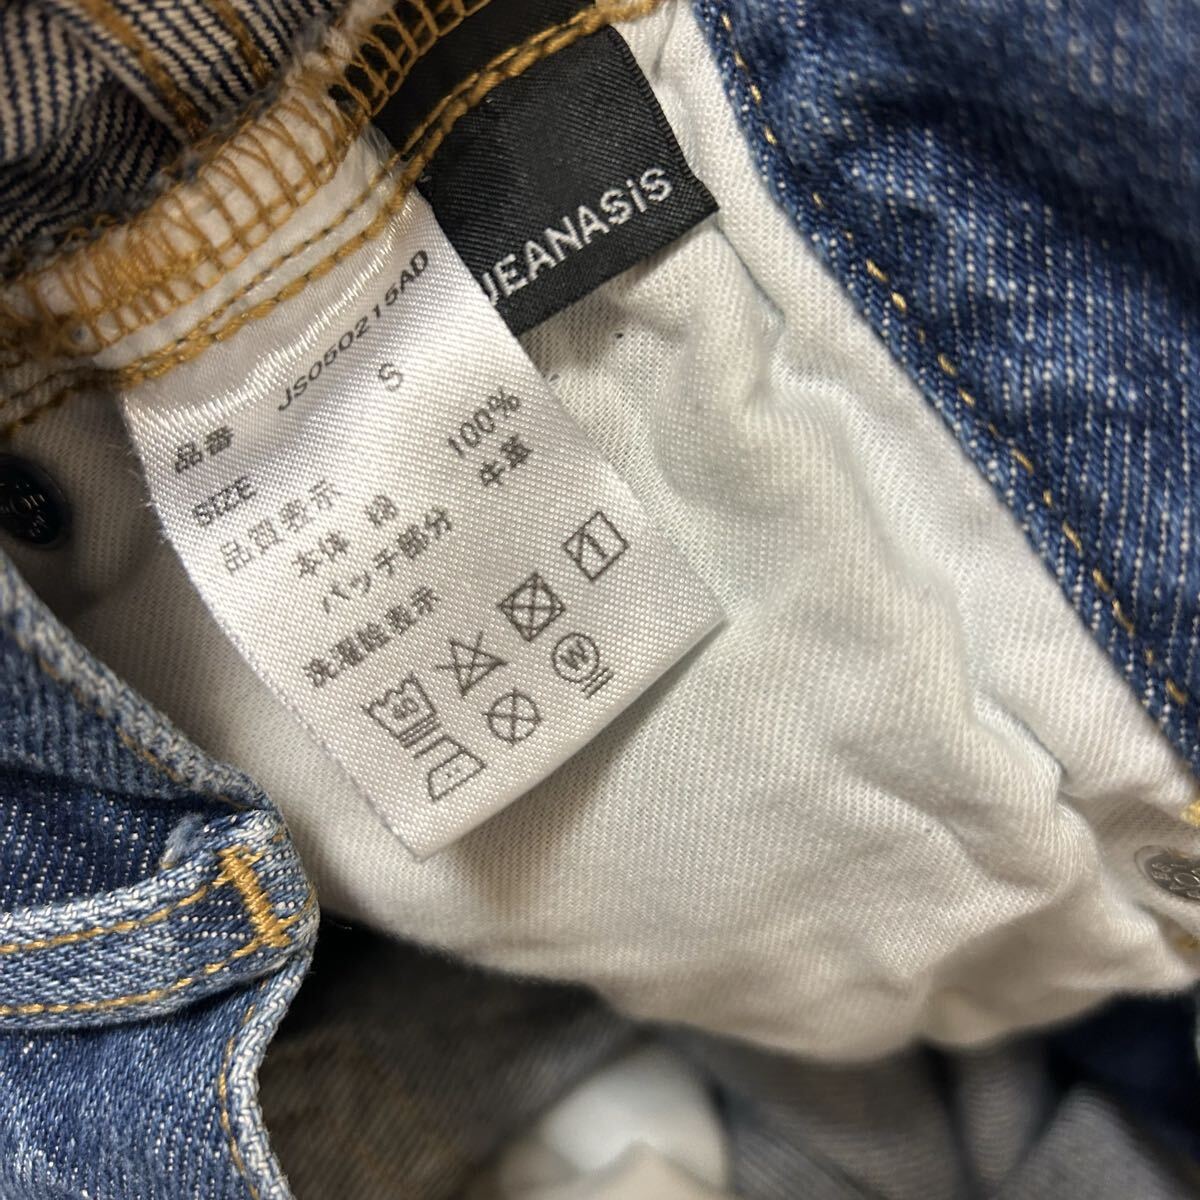 JEANASiS
品番 JS050215AD
SIZE S
品質表示
本体 綿 100%
パッチ部分 牛革
洗濯絵表示
W